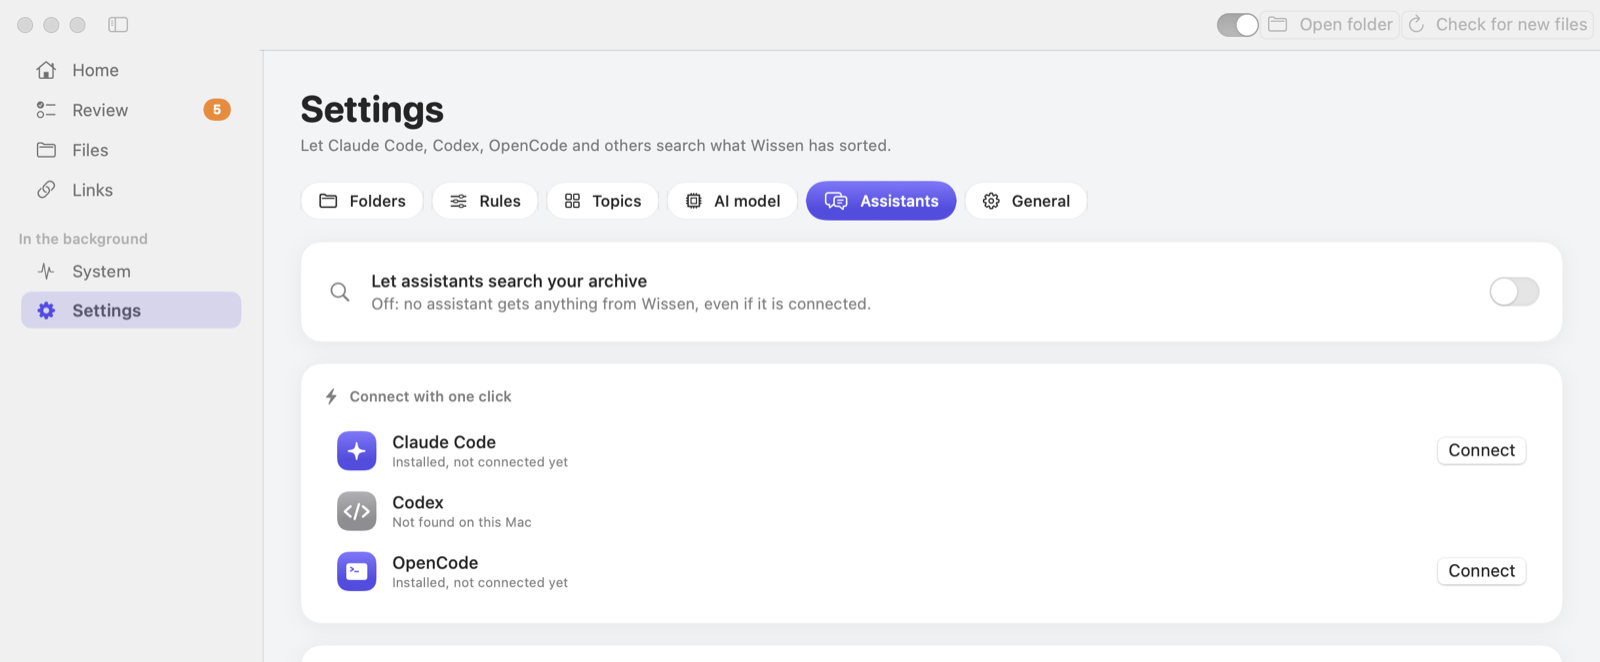 Open folder
Check for new files
Home
Review
5
Files
Links
In the background
System
Settings
Settings
Let Claude Code, Codex, OpenCode and others search what Wissen has sorted.
Folders
Rules
Topics
AI model
Assistants
General
Let assistants search your archive
Off: no assistant gets anything from Wissen, even if it is connected.
Connect with one click
Claude Code
Installed, not connected yet
Connect
Codex
Not found on this Mac
OpenCode
Installed, not connected yet
Connect